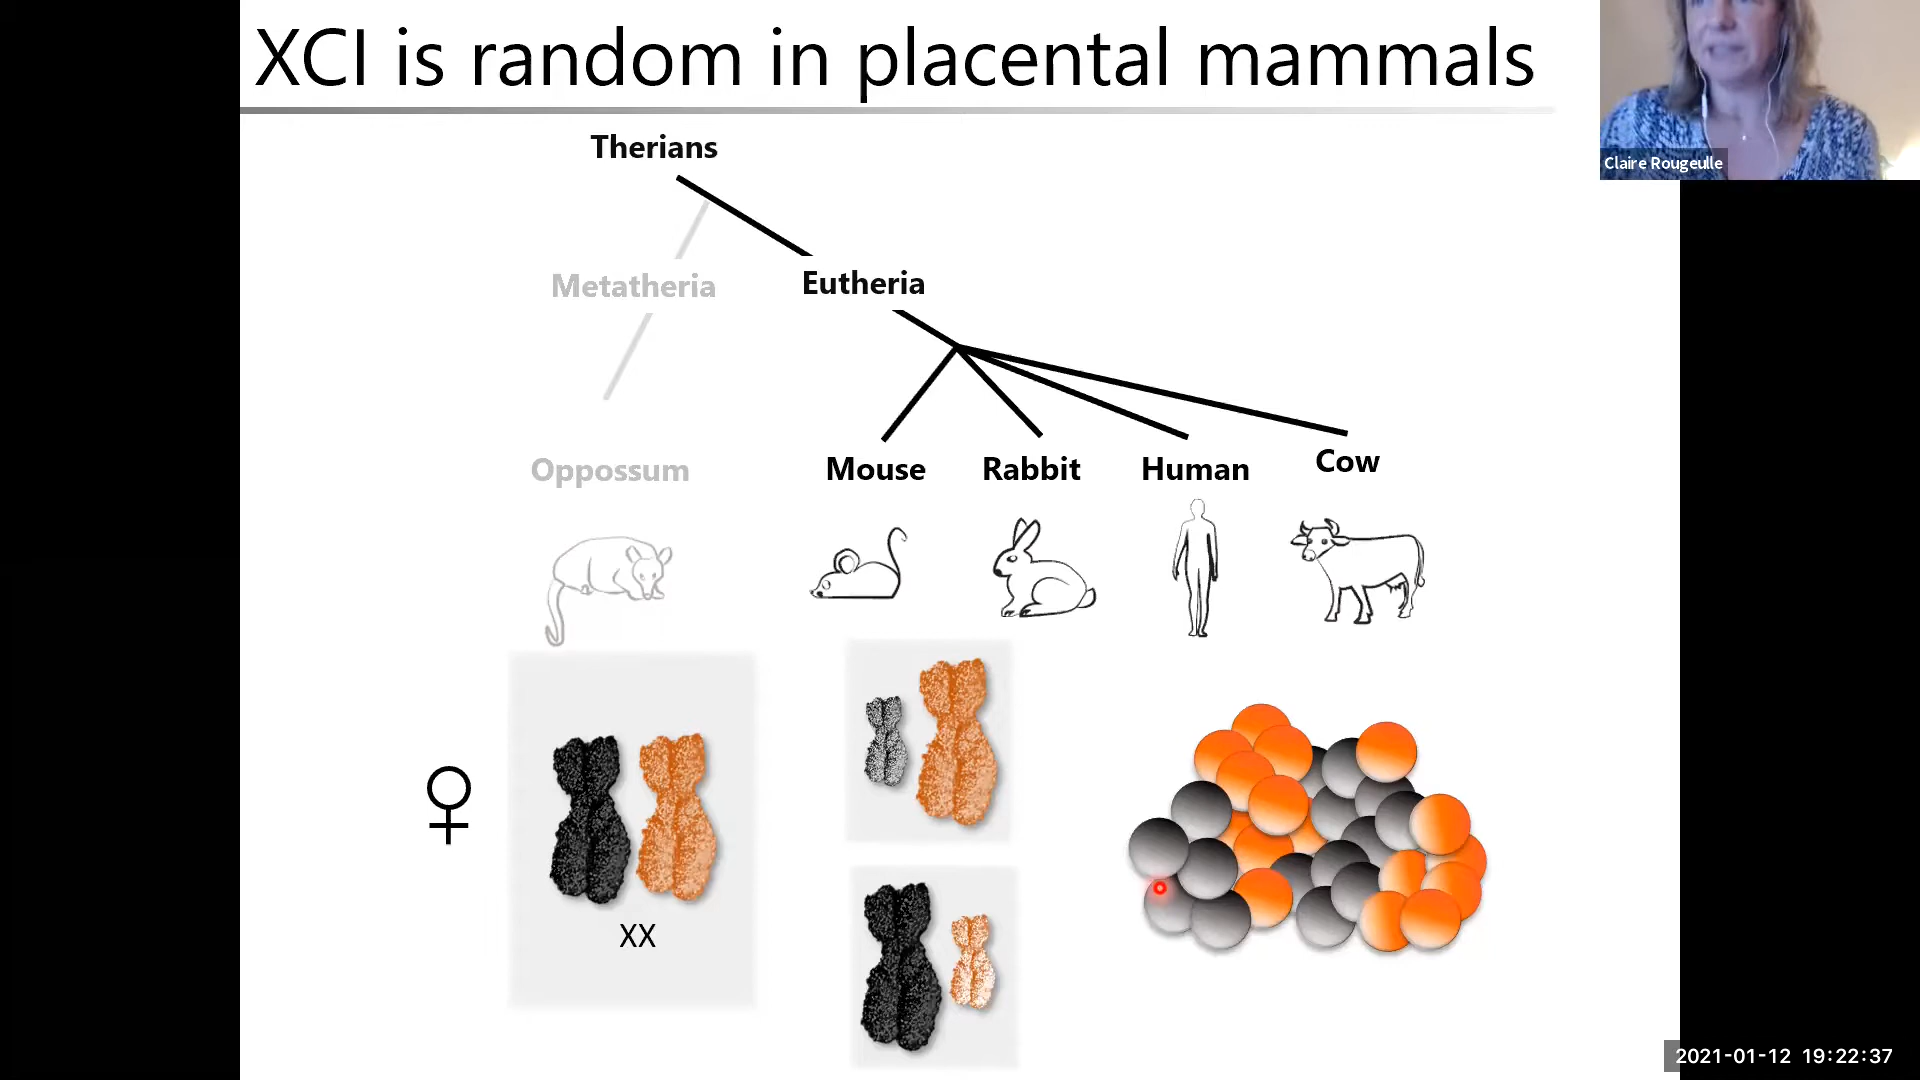 XCI is random in placental mammals
Claire Rougeulle
Therians
Metatheria
Eutheria
Oppossum
Mouse
Rabbit
Human
Cow
XX
2021-01-12 19:22:37